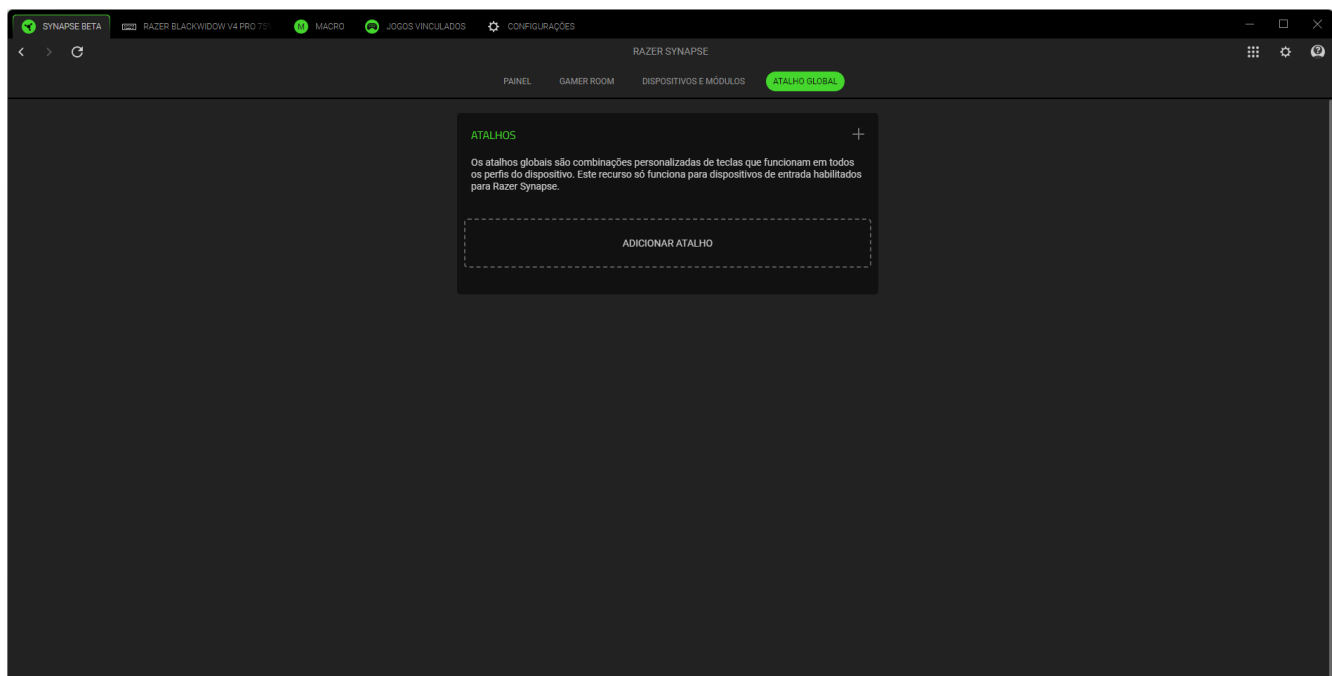 SYNAPSE BETA
RAZER BLACKWIDOW V4 PRO 75%
MACRO
JOGOS VINCULADOS
CONFIGURAÇÕES
RAZER SYNAPSE
PAINEL
GAMER ROOM
DISPOSITIVOS E MÓDULOS
ATALHO GLOBAL
ATALHOS
Os atalhos globais são combinações personalizadas de teclas que funcionam em todos
os perfis do dispositivo. Este recurso só funciona para dispositivos de entrada habilitados
para Razer Synapse.
ADICIONAR ATALHO